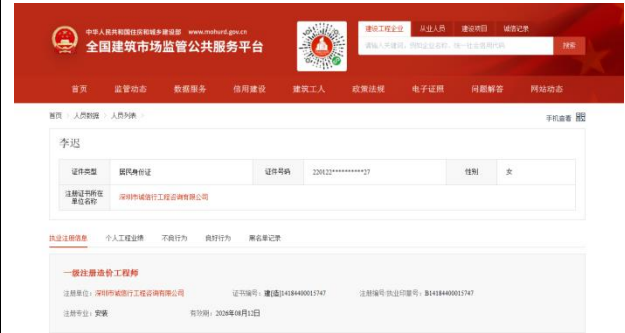 中华人民共和国住房和城乡建设部 www.mohurd.gov.cn
全国建筑市场监管公共服务平台
建设工程企业 从业人员 建设项目 诚信记录
搜索
首页 监管动态 数据服务 信用建设 建筑工人 政策法规 电子证照 问题解答 网站动态
首页 > 人员数据 > 人员列表 > 手机查看
李迟
证件类型 居民身份证 证件号码 220122**********27 性别 女
注册证书所在单位名称 深圳市诚信行工程咨询有限公司
执业注册信息 个人工程业绩 不良行为 良好行为 黑名单记录
一级注册造价工程师
注册单位：深圳市诚信行工程咨询有限公司 证书编号：建[造]14184400015747 注册编号/执业印章号：B14184400015747
注册专业：安装 有效期：2026年08月12日